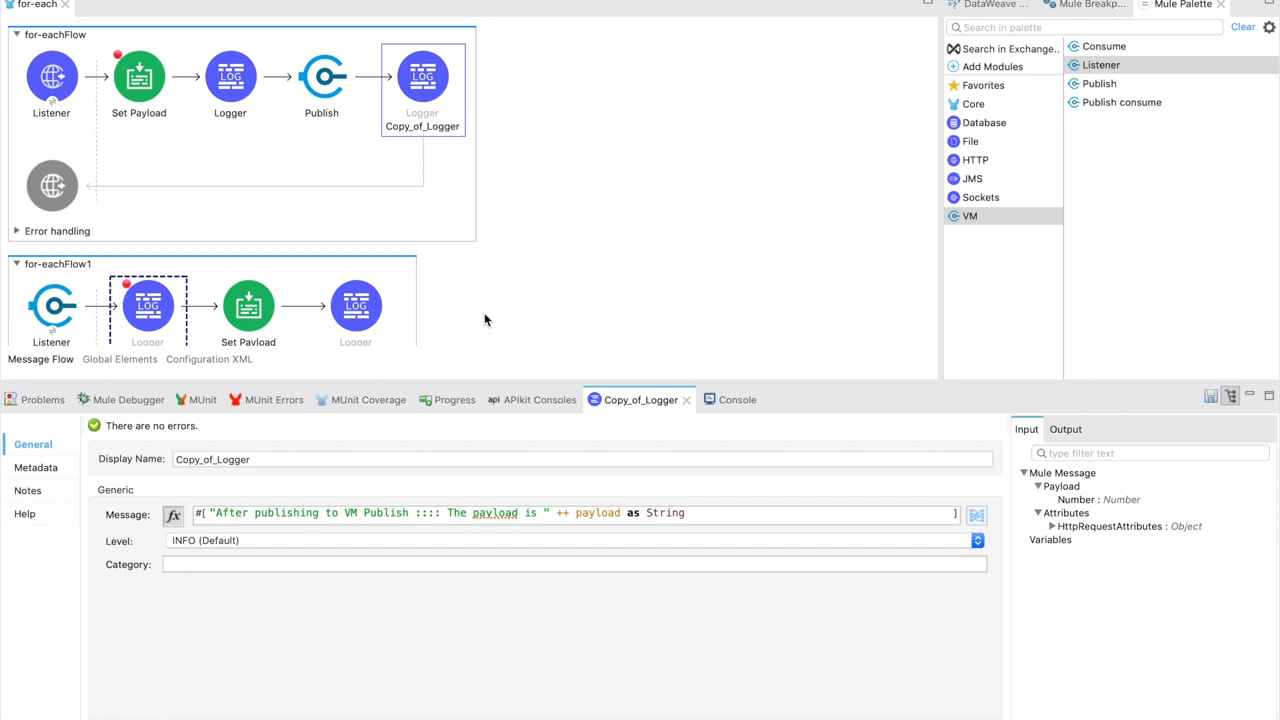 for-each
for-eachFlow
LOG
LOG
Listener
Set Payload
Logger
Publish
Logger
Copy_of_Logger
Error handling
for-eachFlow1
LOG
LOG
Listener
Logger
Set Payload
Logger
Message Flow
Global Elements
Configuration XML
DataWeave ...
Mule Breakp...
Mule Palette
Search in palette
Clear
Search in Exchange..
Add Modules
Favorites
Core
Database
File
HTTP
JMS
Sockets
VM
Consume
Listener
Publish
Publish consume
Problems
Mule Debugger
MUnit
MUnit Errors
MUnit Coverage
Progress
api APIkit Consoles
Copy_of_Logger
Console
General
Metadata
Notes
Help
There are no errors.
Display Name: Copy_of_Logger
Generic
Message: fx #[ "After publishing to VM Publish :::: The payload is " ++ payload as String ]
Level: INFO (Default)
Category:
Input
Output
type filter text
Mule Message
Payload
Number : Number
Attributes
HttpRequestAttributes : Object
Variables